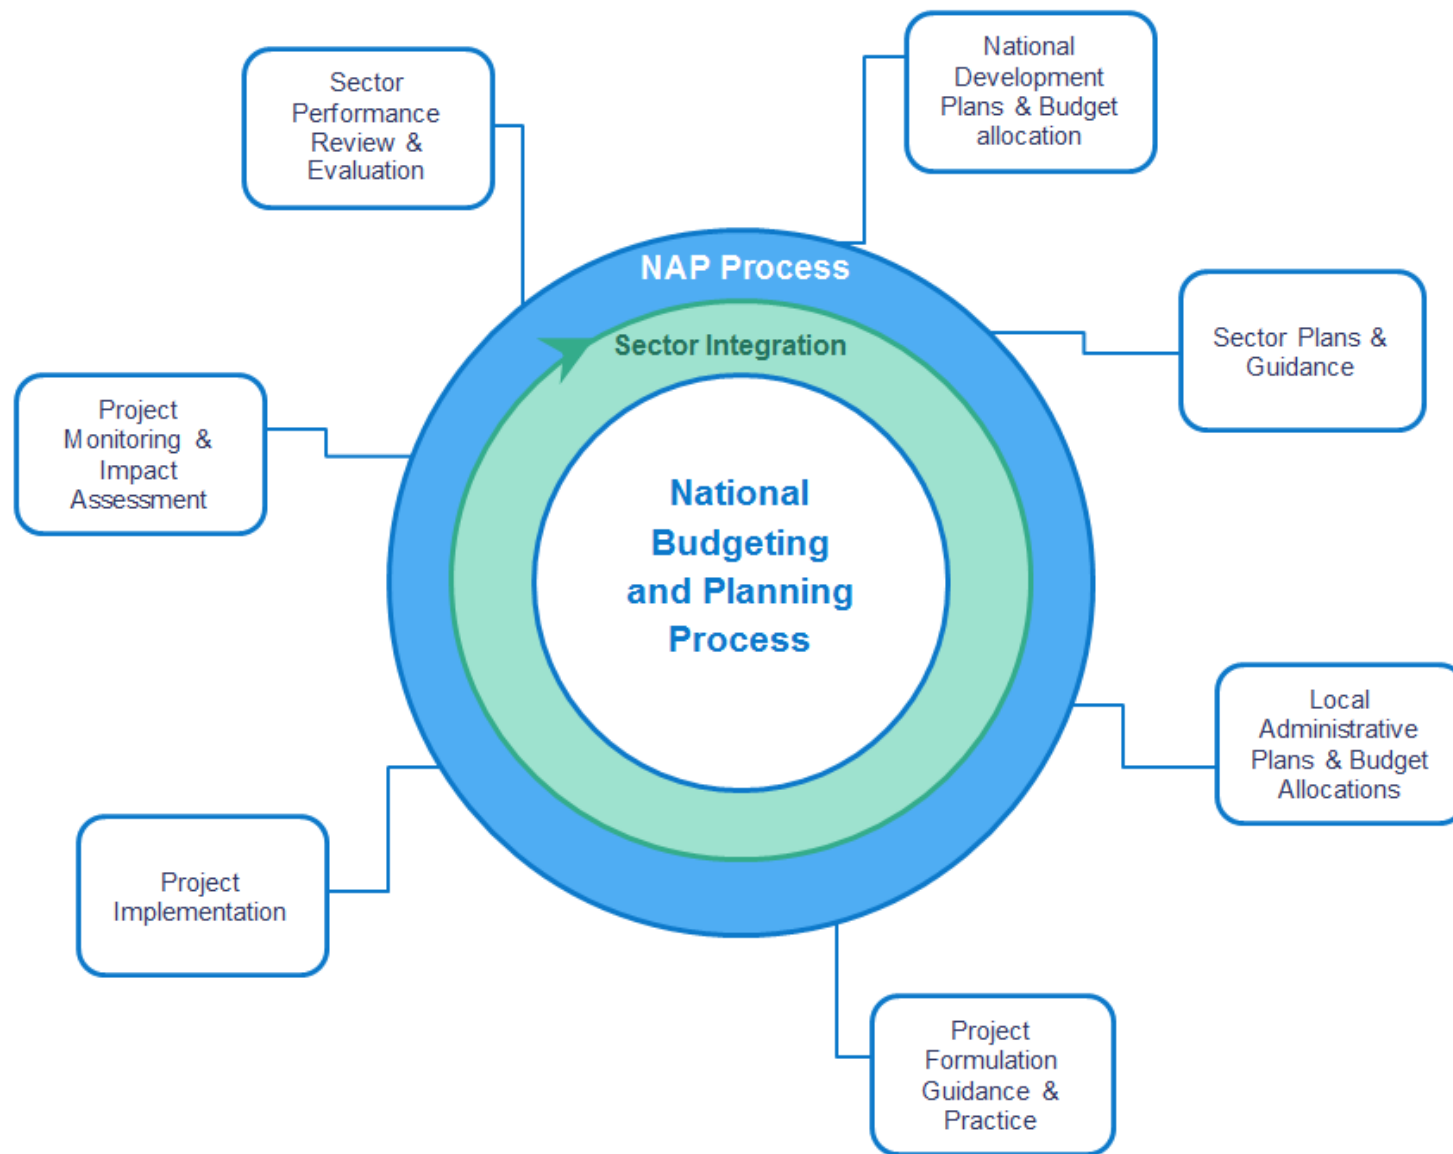 National
Development
Plans & Budget
allocation
Sector
Performance
Review &
Evaluation
NAP Process
Sector Integration
Sector Plans &
Guidance
Project
Monitoring &
Impact
Assessment
National
Budgeting
and Planning
Process
Local
Administrative
Plans & Budget
Allocations
Project
Implementation
Project
Formulation
Guidance &
Practice